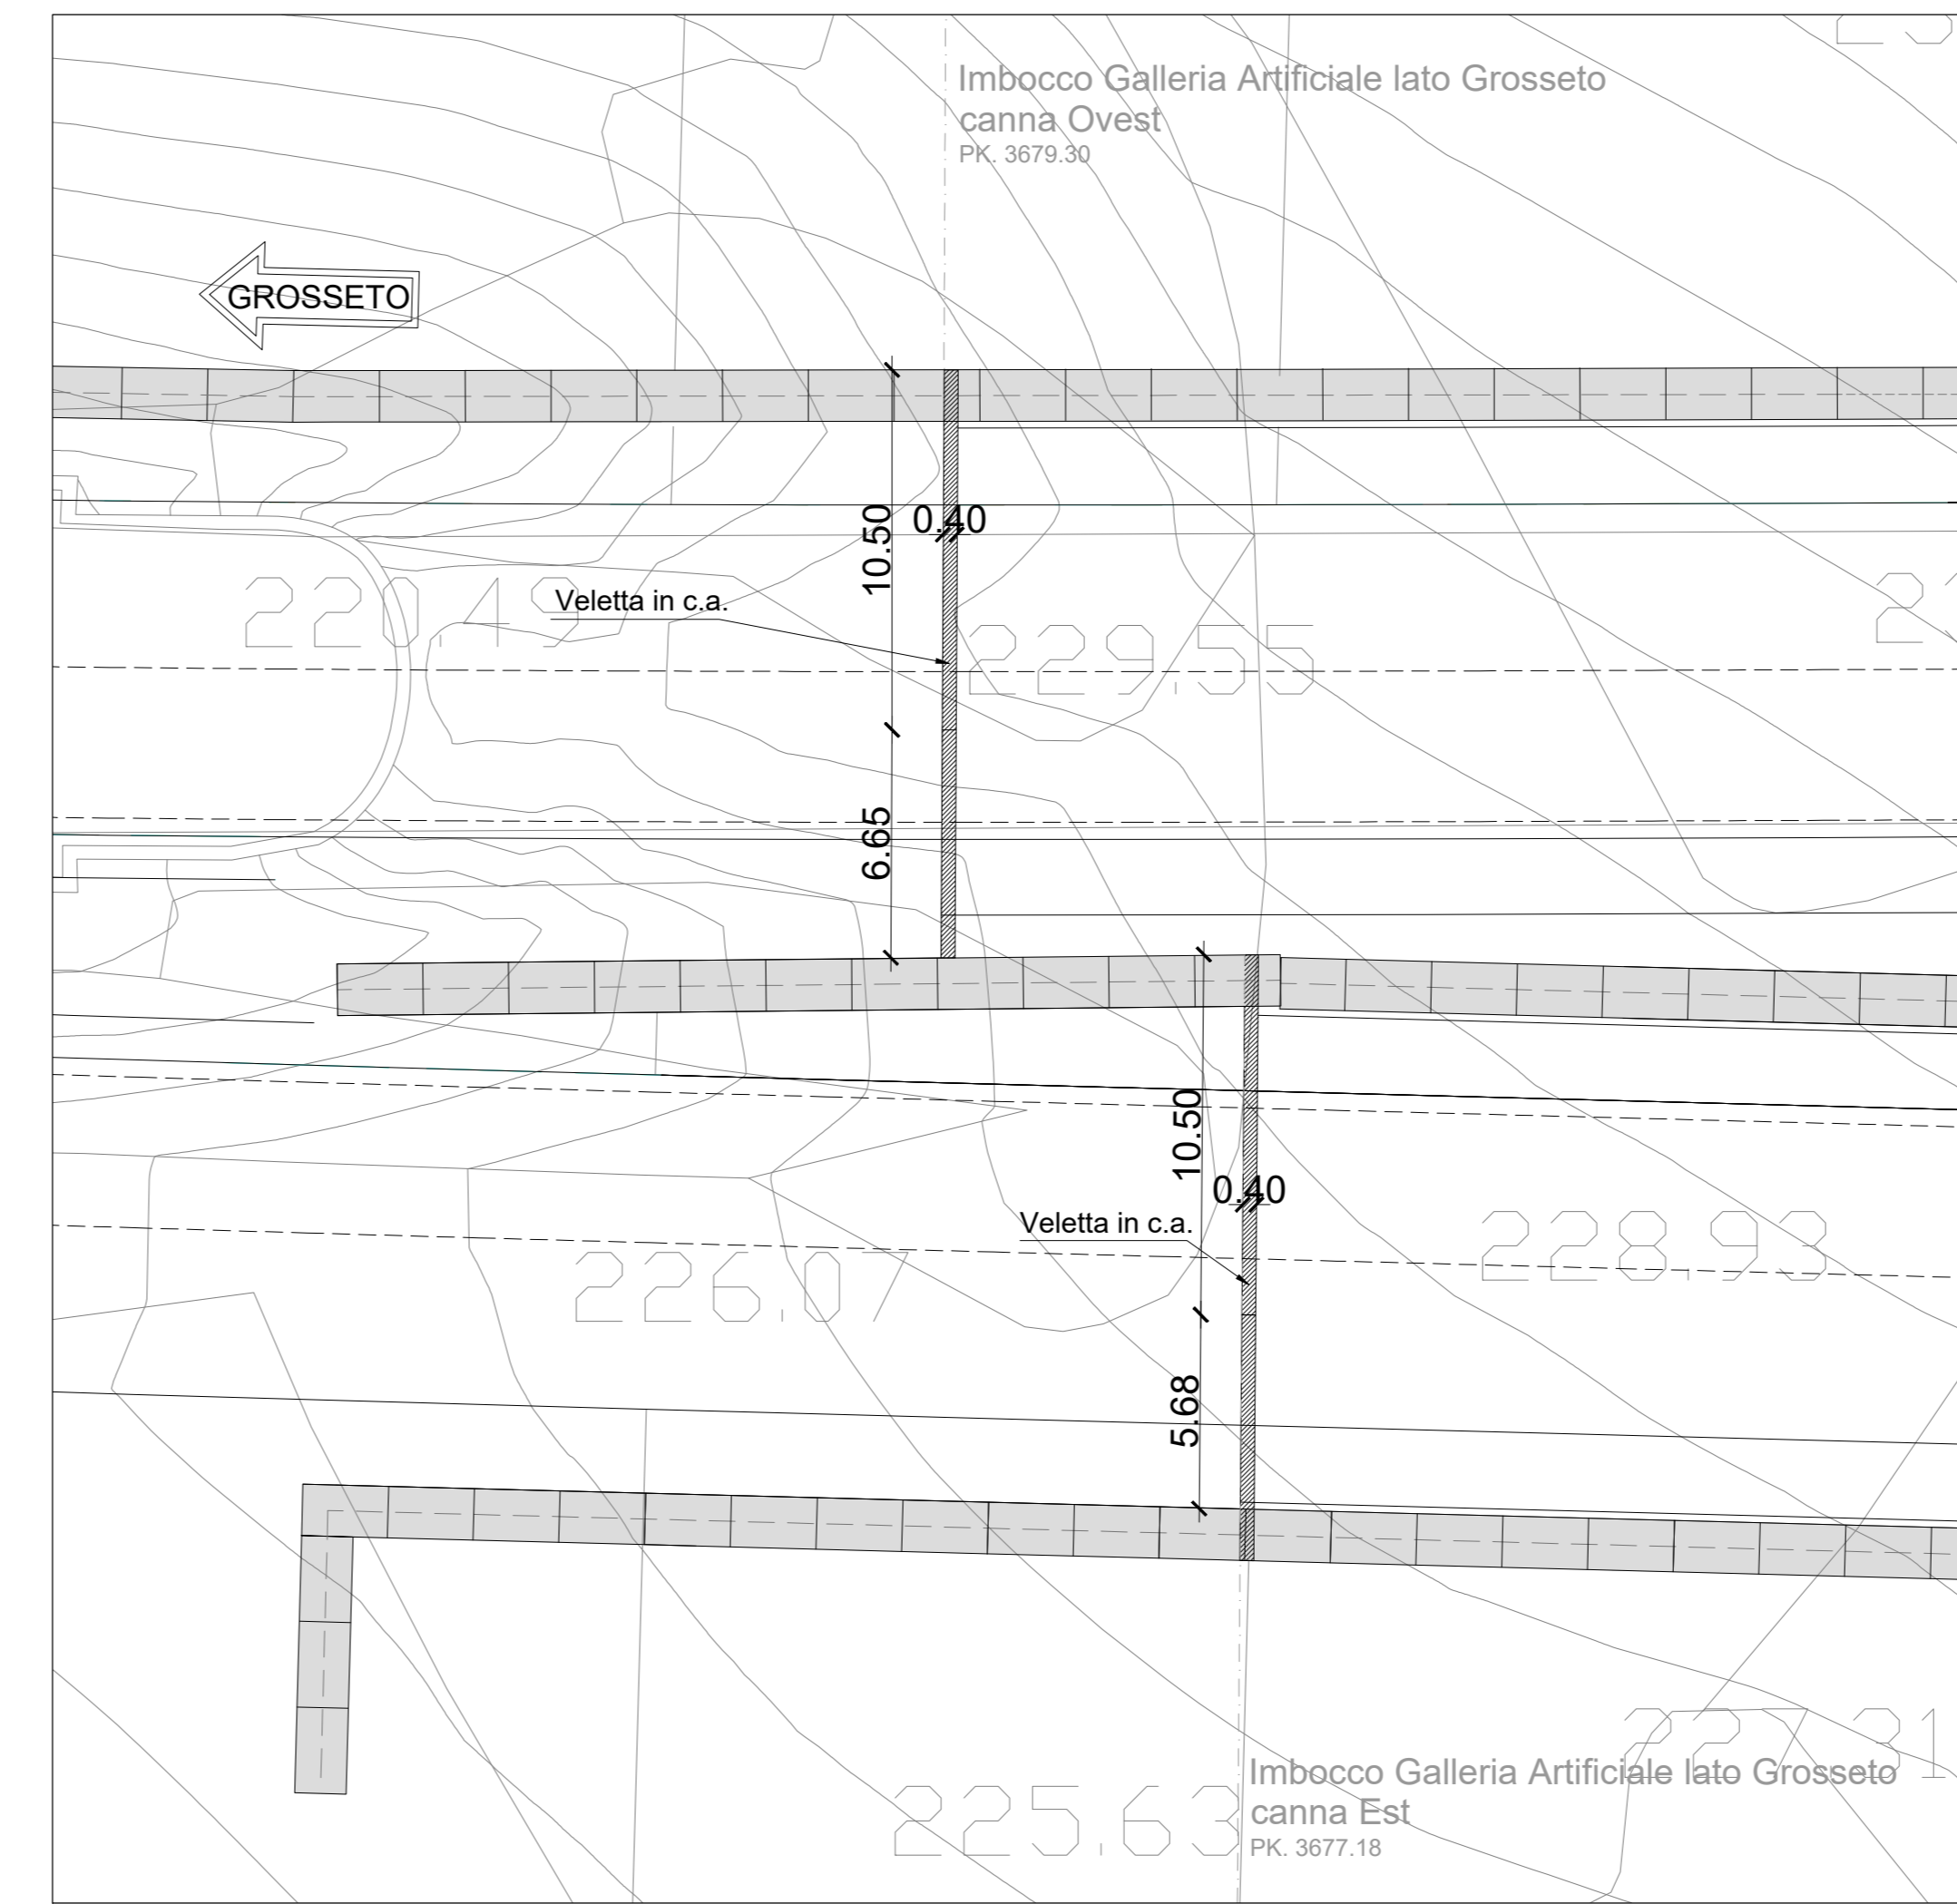 Imbocco Galleria Artificiale lato Grosseto
canna Ovest
PK. 3679.30
GROSSETO
10.50
0.40
Veletta in c.a.
220,49
229,55
6.65
10.50
0.40
Veletta in c.a.
228,93
226,07
5.68
227,31
Imbocco Galleria Artificiale lato Grosseto
canna Est
PK. 3677.18
225,63